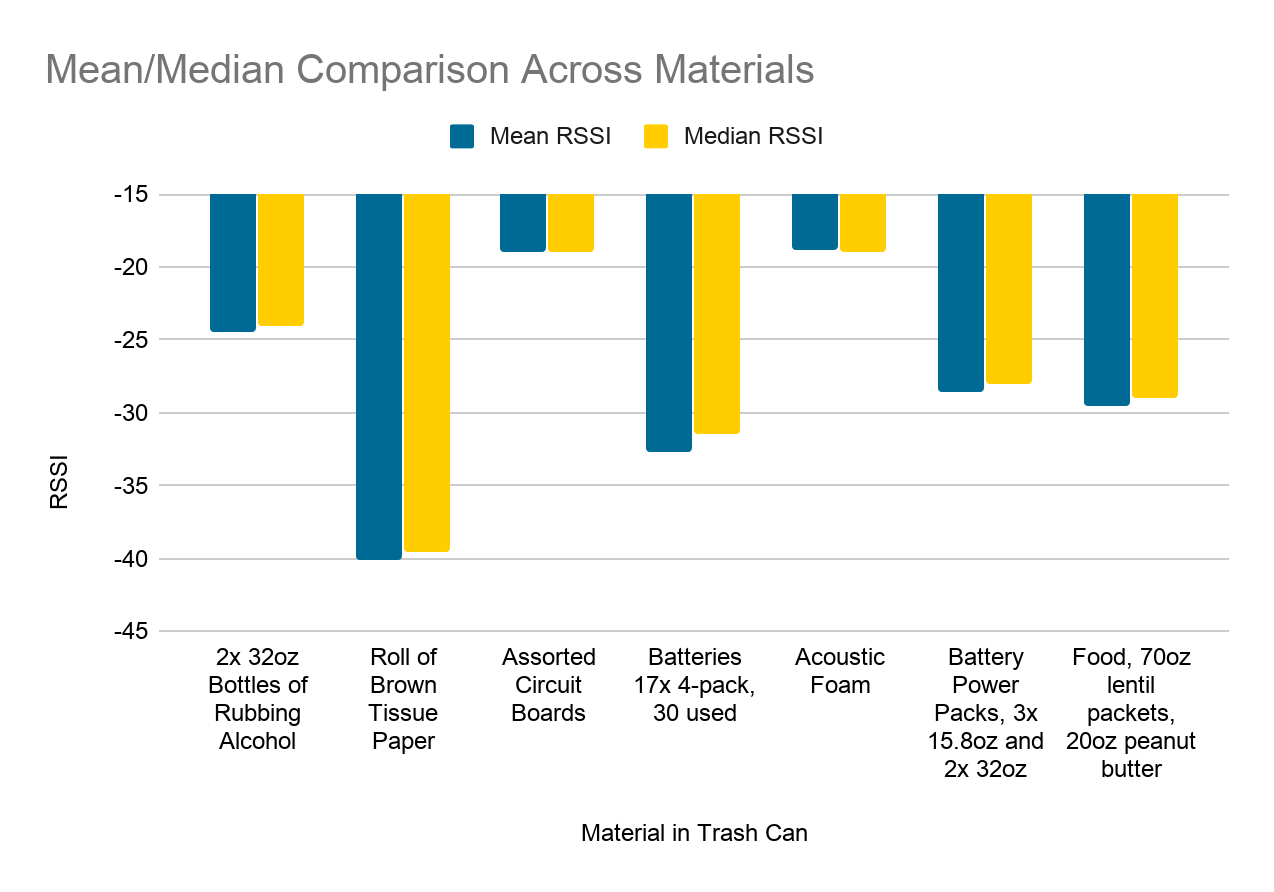 Mean/Median Comparison Across Materials
Mean RSSI
Median RSSI
-15
-20
-25
-30
-35
-40
-45
RSSI
2x 32oz
Bottles of
Rubbing
Alcohol
Roll of
Brown
Tissue
Paper
Assorted
Circuit
Boards
Batteries
17x 4-pack,
30 used
Acoustic
Foam
Battery
Power
Packs, 3x
15.8oz and
2x 32oz
Food, 70oz
lentil
packets,
20oz peanut
butter
Material in Trash Can